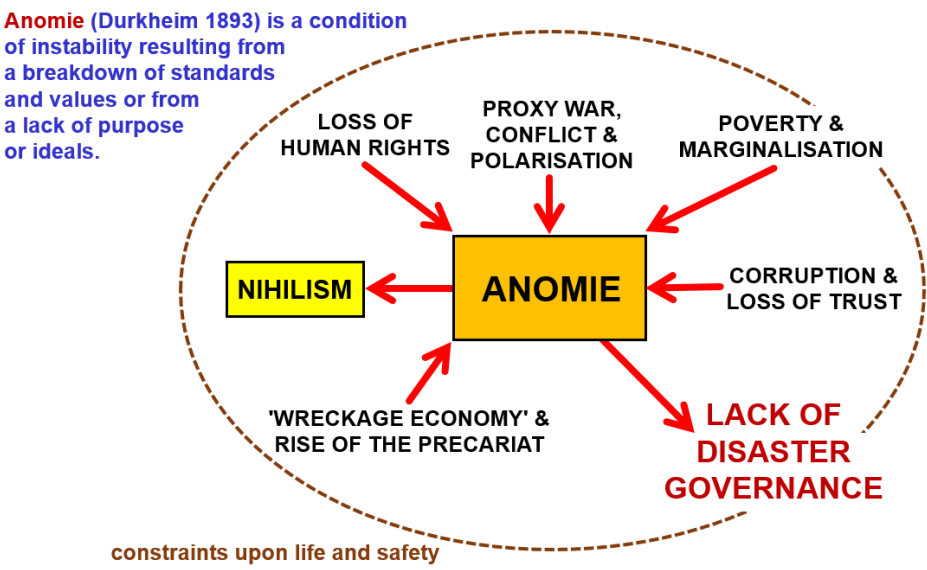 Anomie (Durkheim 1893) is a condition
of instability resulting from
a breakdown of standards
and values or from
a lack of purpose
or ideals.
LOSS OF
HUMAN RIGHTS
PROXY WAR,
CONFLICT &
POLARISATION
POVERTY &
MARGINALISATION
NIHILISM
ANOMIE
CORRUPTION &
LOSS OF TRUST
'WRECKAGE ECONOMY' &
RISE OF THE PRECARIAT
LACK OF
DISASTER
GOVERNANCE
constraints upon life and safety